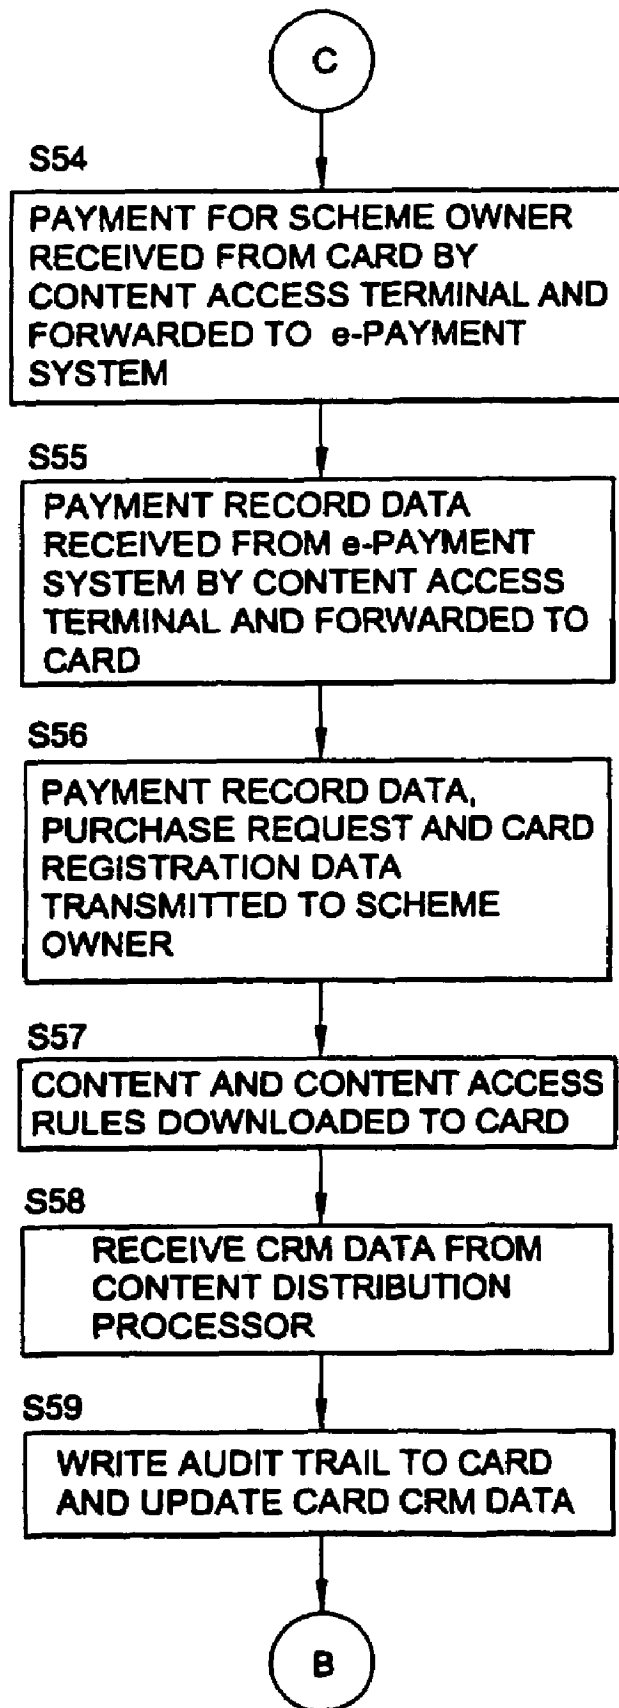 C
S54
PAYMENT FOR SCHEME OWNER
RECEIVED FROM CARD BY
CONTENT ACCESS TERMINAL AND
FORWARDED TO e-PAYMENT
SYSTEM
S55
PAYMENT RECORD DATA
RECEIVED FROM e-PAYMENT
SYSTEM BY CONTENT ACCESS
TERMINAL AND FORWARDED TO
CARD
S56
PAYMENT RECORD DATA,
PURCHASE REQUEST AND CARD
REGISTRATION DATA
TRANSMITTED TO SCHEME
OWNER
S57
CONTENT AND CONTENT ACCESS
RULES DOWNLOADED TO CARD
S58
RECEIVE CRM DATA FROM
CONTENT DISTRIBUTION
PROCESSOR
S59
WRITE AUDIT TRAIL TO CARD
AND UPDATE CARD CRM DATA
B